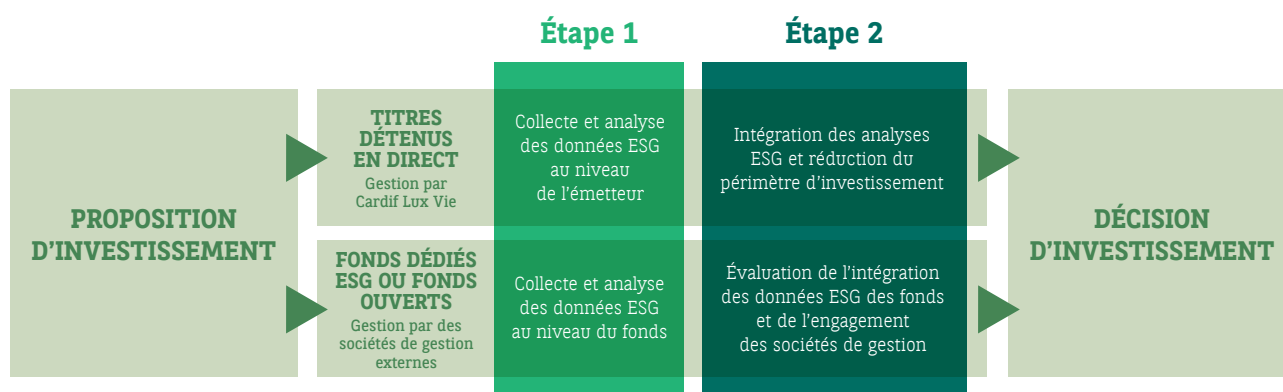 Étape 1
Étape 2
PROPOSITION
D'INVESTISSEMENT
TITRES
DÉTENUS
EN DIRECT
Gestion par
Cardif Lux Vie
Collecte et analyse
des données ESG
au niveau
de l'émetteur
Intégration des analyses
ESG et réduction du
périmètre d'investissement
FONDS DÉDIÉS
ESG OU FONDS
OUVERTS
Gestion par des
sociétés de gestion
externes
Collecte et analyse
des données ESG
au niveau du fonds
Évaluation de l'intégration
des données ESG des fonds
et de l'engagement
des sociétés de gestion
DÉCISION
D'INVESTISSEMENT